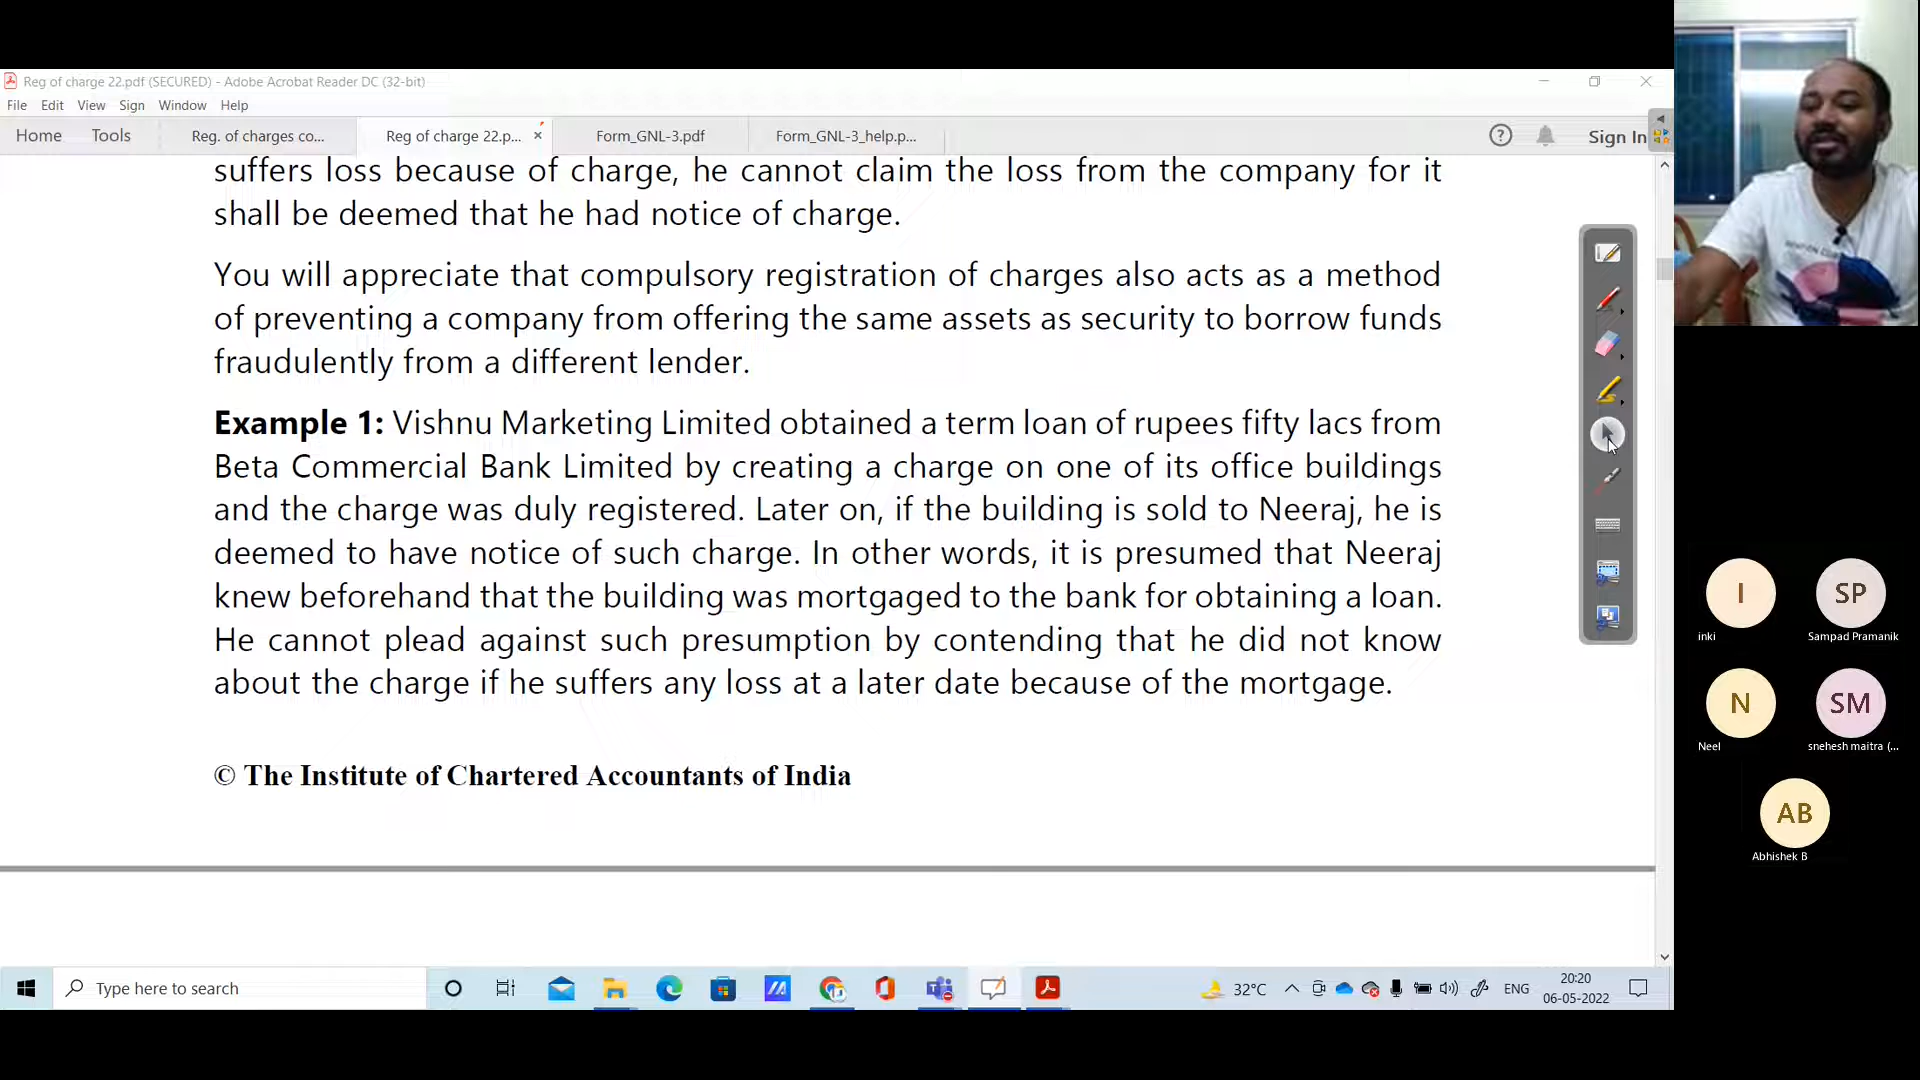 Reg of charge 22.pdf (SECURED) - Adobe Acrobat Reader DC (32-bit)
File Edit View Sign Window Help
Home Tools Reg. of charges co... Reg of charge 22.p... × Form_GNL-3.pdf Form_GNL-3_help.p... Sign In
suffers loss because of charge, he cannot claim the loss from the company for it
shall be deemed that he had notice of charge.
You will appreciate that compulsory registration of charges also acts as a method
of preventing a company from offering the same assets as security to borrow funds
fraudulently from a different lender.
Example 1: Vishnu Marketing Limited obtained a term loan of rupees fifty lacs from
Beta Commercial Bank Limited by creating a charge on one of its office buildings
and the charge was duly registered. Later on, if the building is sold to Neeraj, he is
deemed to have notice of such charge. In other words, it is presumed that Neeraj
knew beforehand that the building was mortgaged to the bank for obtaining a loan.
He cannot plead against such presumption by contending that he did not know
about the charge if he suffers any loss at a later date because of the mortgage.
© The Institute of Chartered Accountants of India
I
inki
SP
Sampad Pramanik
N
Neel
SM
snehesh maitra (...
AB
Abhishek B
Type here to search
32°C
ENG
20:20
06-05-2022